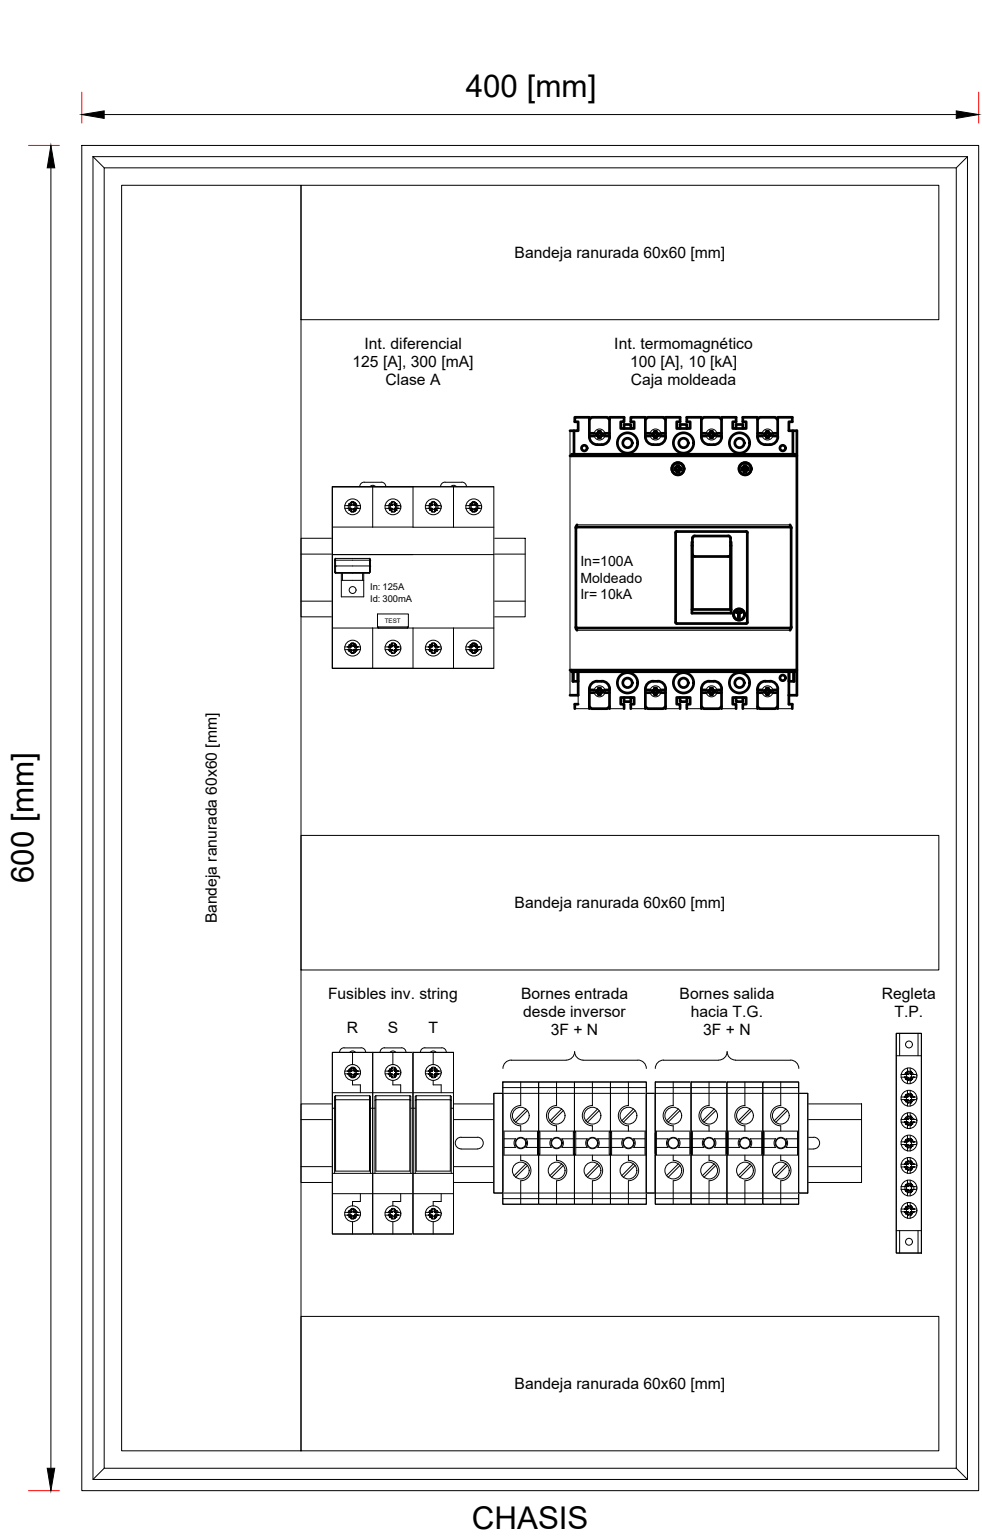 400 [mm]
600 [mm]
Bandeja ranurada 60x60 [mm]
Bandeja ranurada 60x60 [mm]
Int. diferencial
125 [A], 300 [mA]
Clase A
Int. termomagnético
100 [A], 10 [kA]
Caja moldeada
In: 125A
Id: 300mA
TEST
In=100A
Moldeado
Ir= 10kA
Bandeja ranurada 60x60 [mm]
Fusibles inv. string
R S T
Bornes entrada
desde inversor
3F + N
Bornes salida
hacia T.G.
3F + N
Regleta
T.P.
Bandeja ranurada 60x60 [mm]
CHASIS